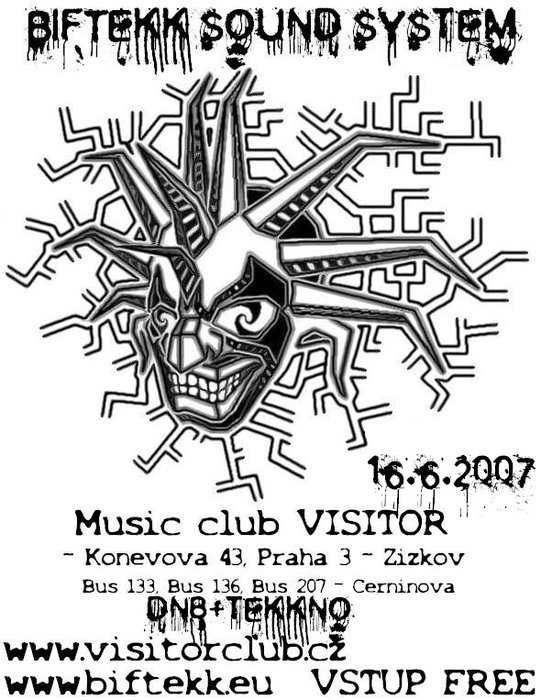 BIFTEKK SOUND SYSTEM
16.6.2007
Music club VISITOR
~ Konevova 43, Praha 3 ~ Zizkov
Bus 133, Bus 136, Bus 207 - Cerninova
DNB+TEKKNO
www.visitorclub.cz
www.biftekk.eu VSTUP FREE